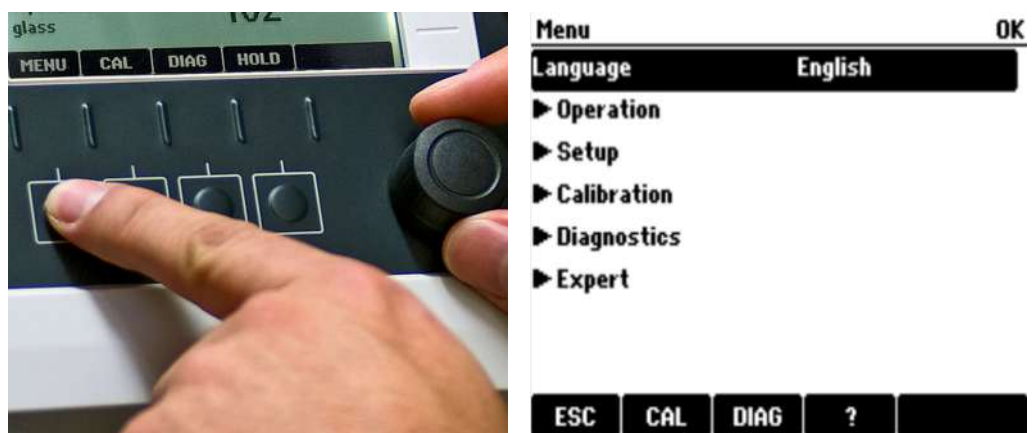 glass
MENU CAL DIAG HOLD
Menu OK
Language English
Operation
Setup
Calibration
Diagnostics
Expert
ESC CAL DIAG ?